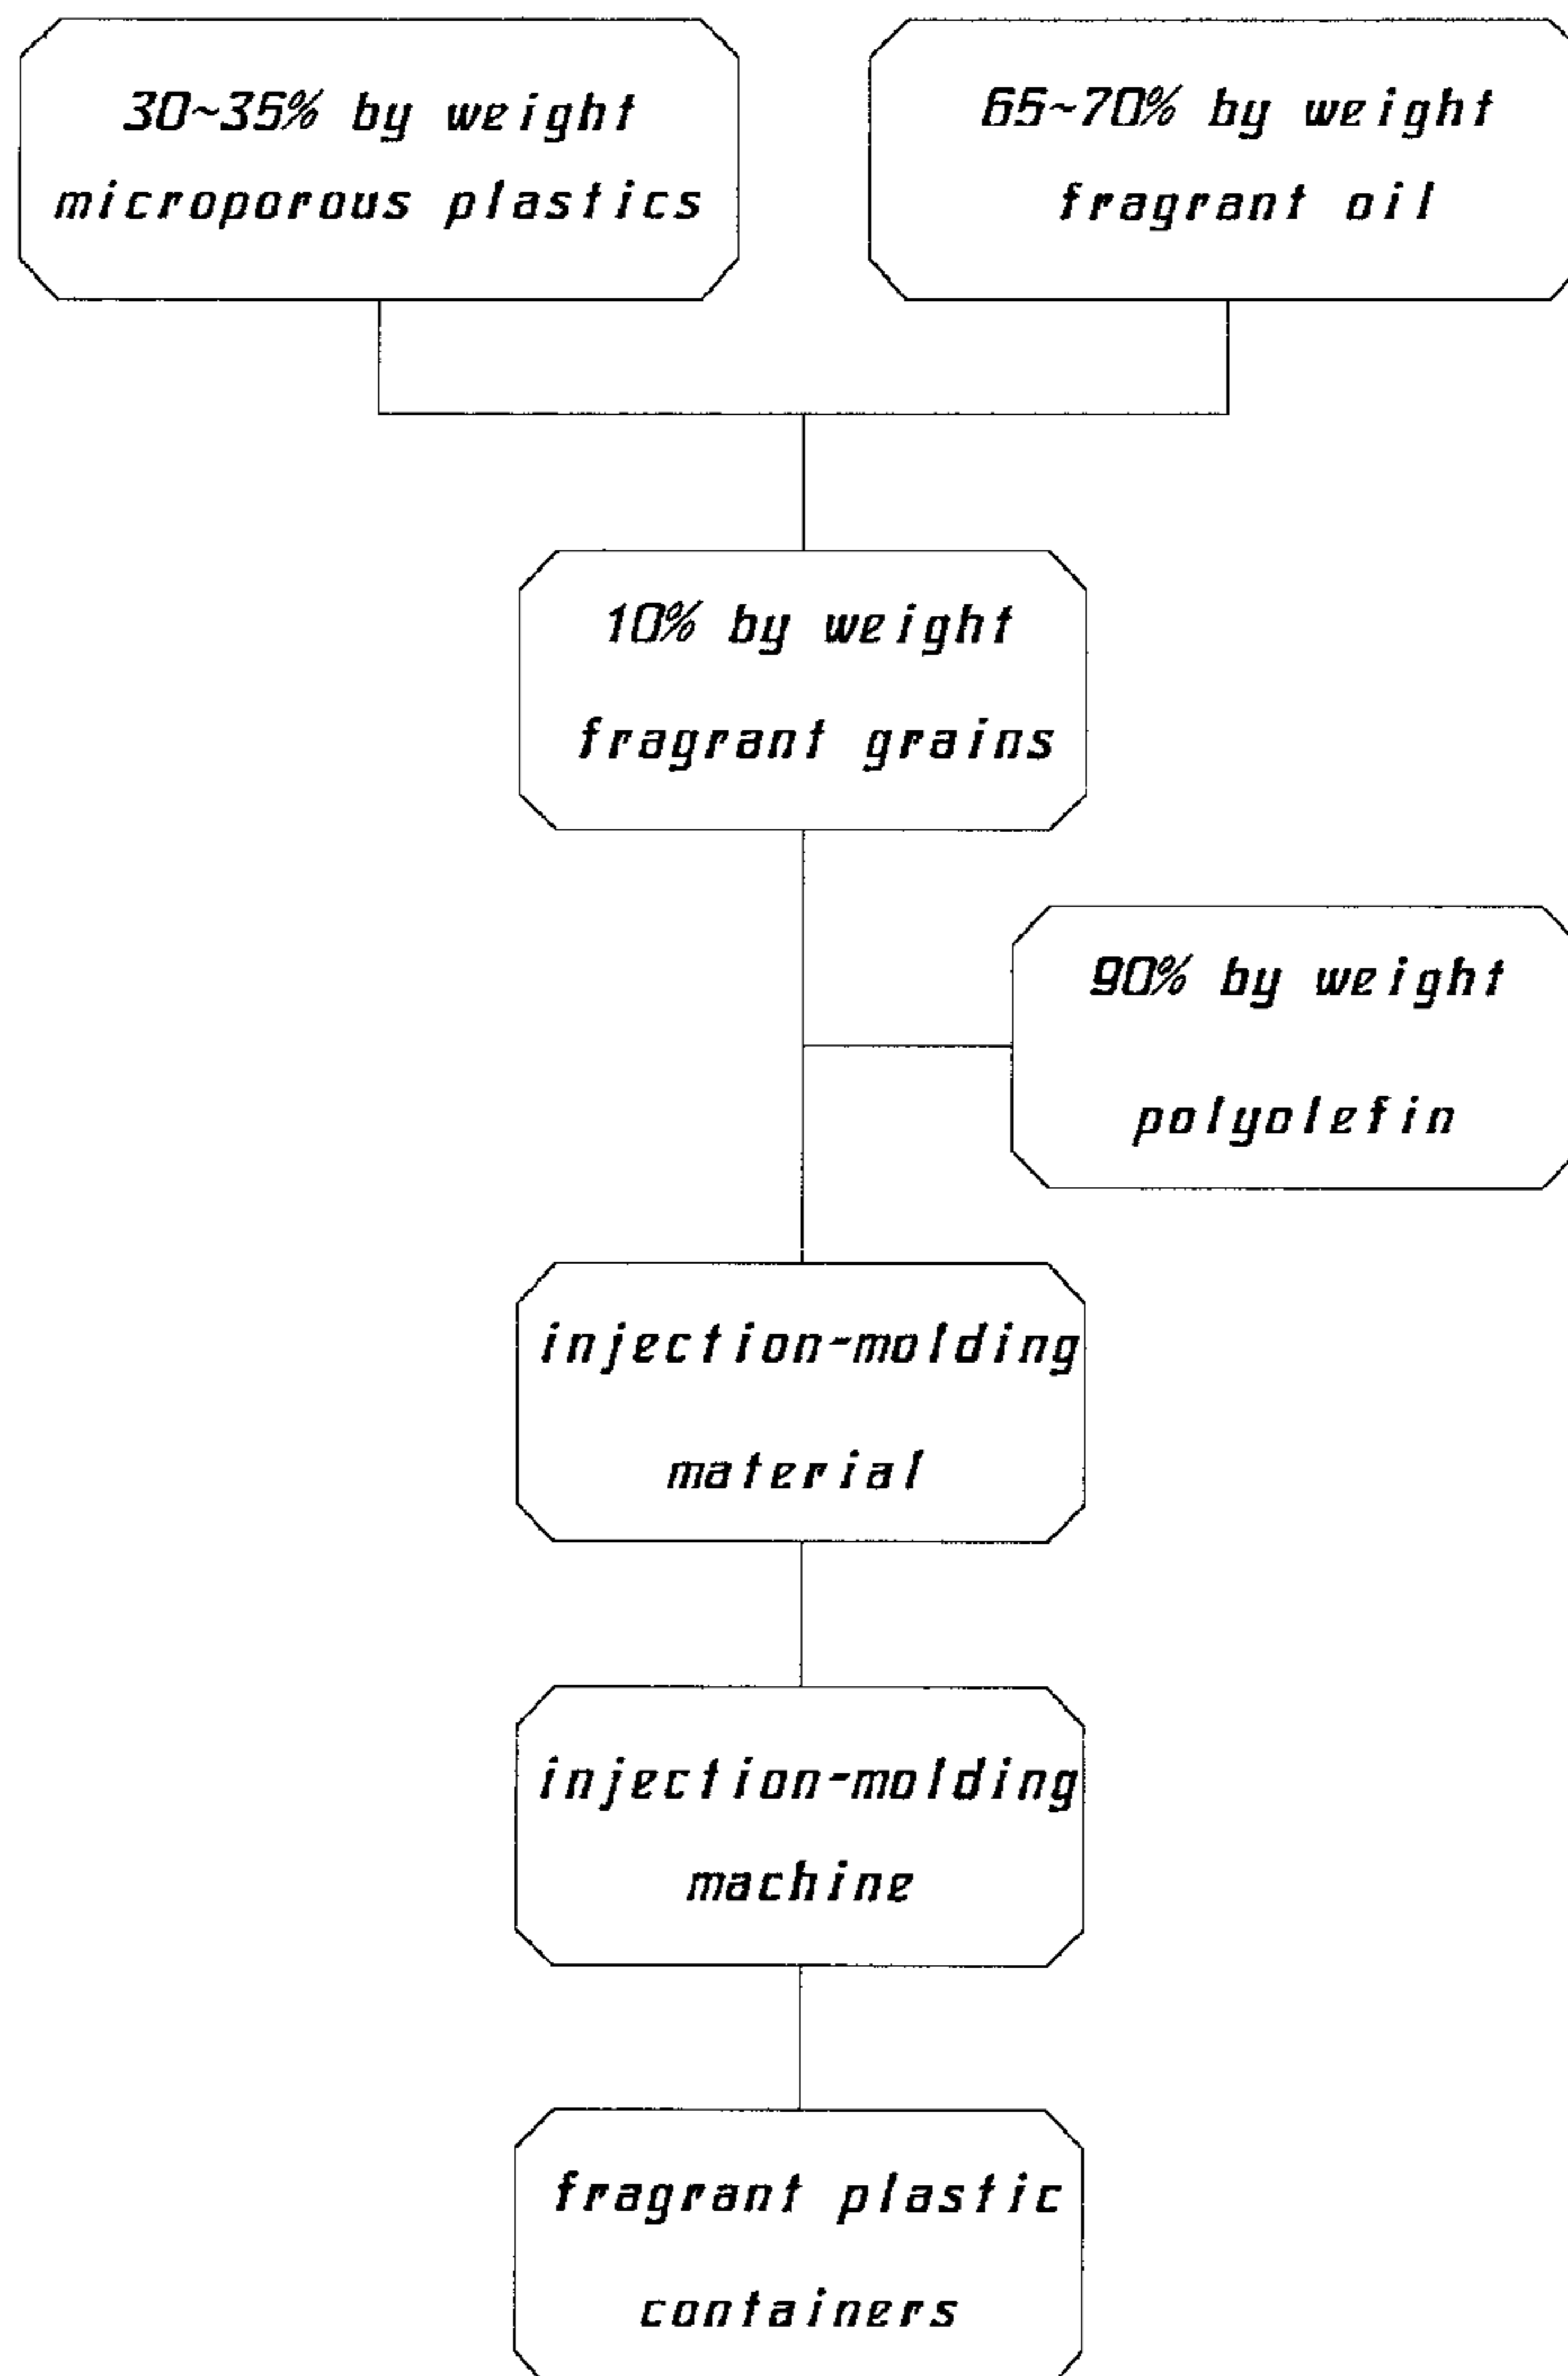 30~35% by weight
microporous plastics
65~70% by weight
fragrant oil
10% by weight
fragrant grains
90% by weight
polyolefin
injection-molding
material
injection-molding
machine
fragrant plastic
containers